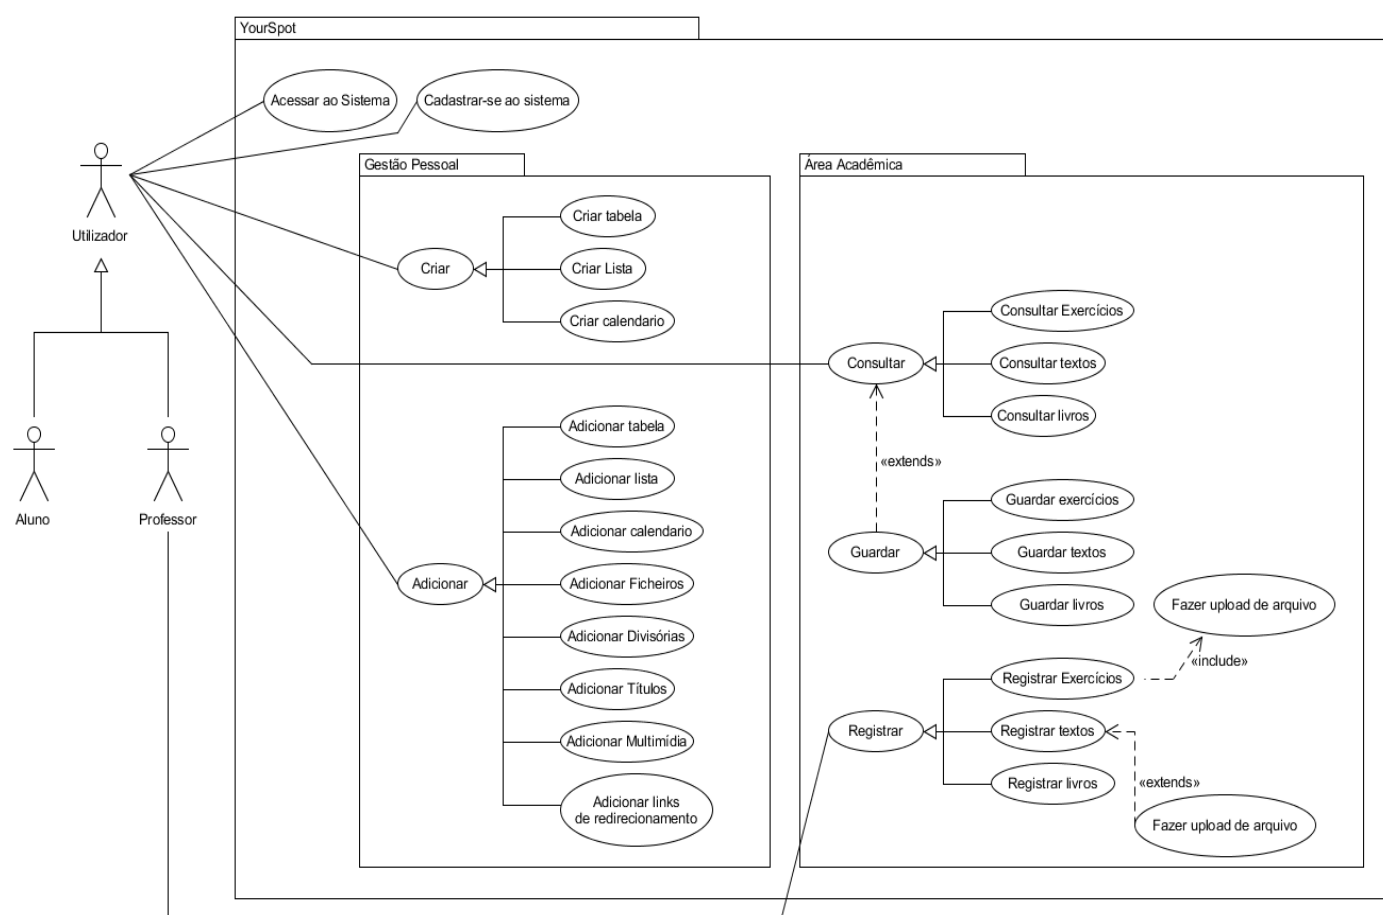 YourSpot
Acessar ao Sistema
Cadastrar-se ao sistema
Utilizador
Aluno
Professor
Gestão Pessoal
Criar
Criar tabela
Criar Lista
Criar calendario
Adicionar
Adicionar tabela
Adicionar lista
Adicionar calendario
Adicionar Ficheiros
Adicionar Divisórias
Adicionar Títulos
Adicionar Multimídia
Adicionar links
de redirecionamento
Área Acadêmica
Consultar
Consultar Exercícios
Consultar textos
Consultar livros
«extends»
Guardar
Guardar exercícios
Guardar textos
Guardar livros
Fazer upload de arquivo
«include»
Registrar
Registrar Exercícios
Registrar textos
Registrar livros
«extends»
Fazer upload de arquivo